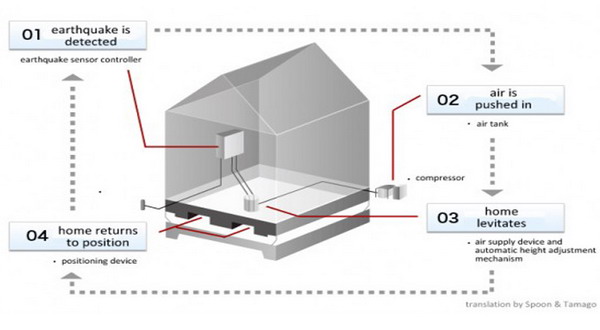 01 earthquake is
detected
earthquake sensor controller
02 air is
pushed in
• air tank
• compressor
03 home
levitates
• air supply device and
automatic height adjustment
mechanism
04 home returns
to position
• positioning device
translation by Spoon & Tamago